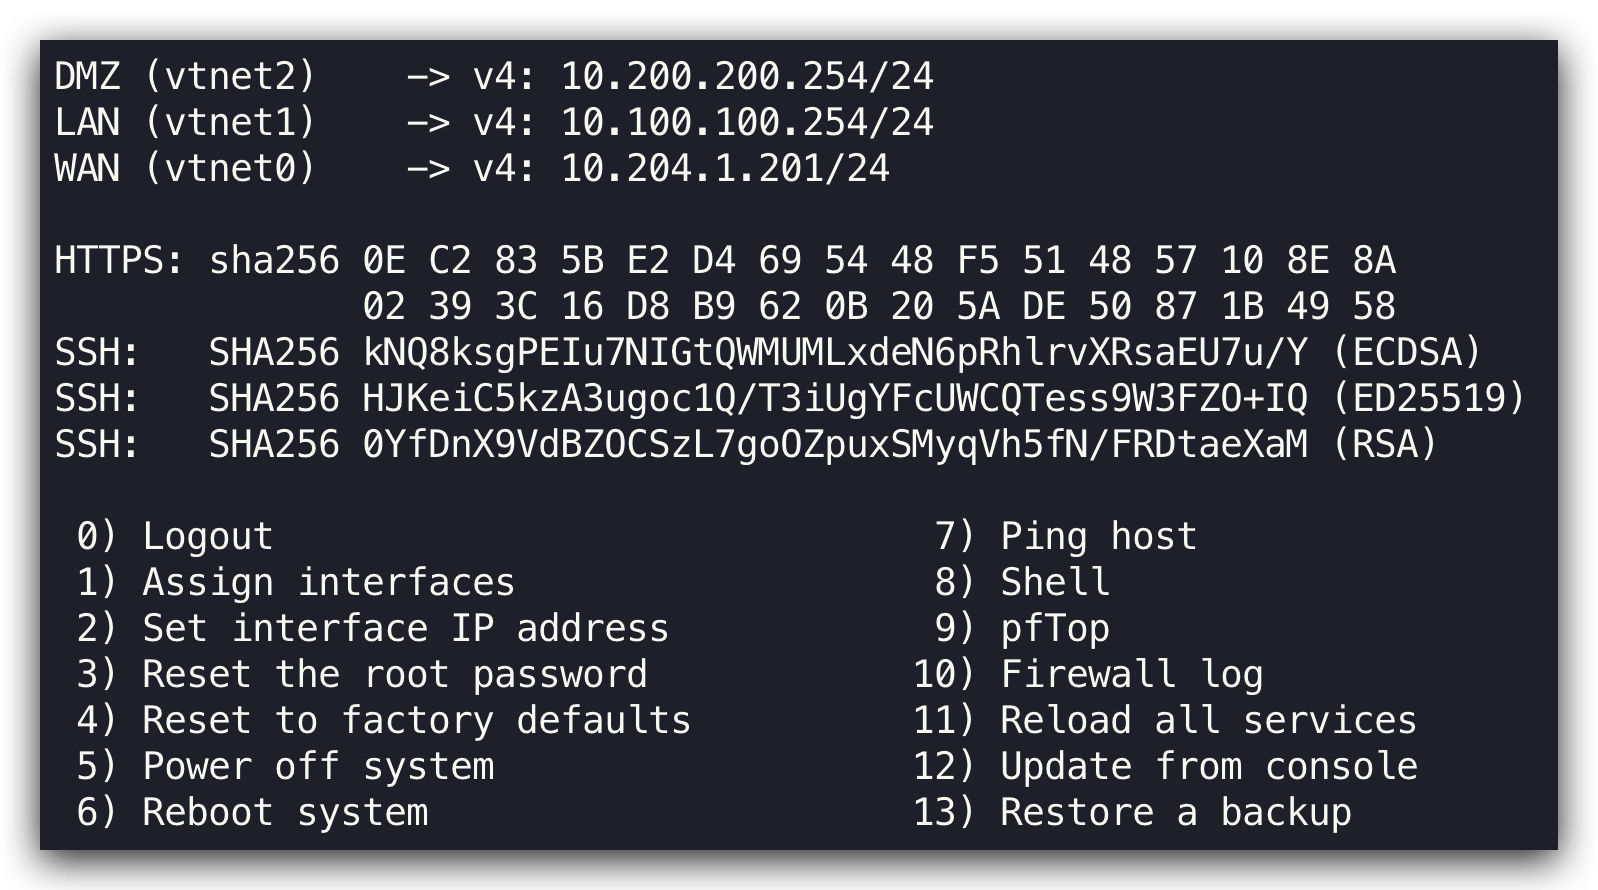 DMZ (vtnet2)    -> v4: 10.200.200.254/24
LAN (vtnet1)    -> v4: 10.100.100.254/24
WAN (vtnet0)    -> v4: 10.204.1.201/24

HTTPS: sha256 0E C2 83 5B E2 D4 69 54 48 F5 51 48 57 10 8E 8A
              02 39 3C 16 D8 B9 62 0B 20 5A DE 50 87 1B 49 58
SSH:   SHA256 kNQ8ksgPEIu7NIGtQWMUMLxdeN6pRhlrvXRsaEU7u/Y (ECDSA)
SSH:   SHA256 HJKeiC5kzA3ugoc1Q/T3iUgYFcUWCQTess9W3FZO+IQ (ED25519)
SSH:   SHA256 0YfDnX9VdBZOCSzL7goOZpuxSMyqVh5fN/FRDtaeXaM (RSA)

 0) Logout                              7) Ping host
 1) Assign interfaces                   8) Shell
 2) Set interface IP address            9) pfTop
 3) Reset the root password            10) Firewall log
 4) Reset to factory defaults          11) Reload all services
 5) Power off system                   12) Update from console
 6) Reboot system                      13) Restore a backup